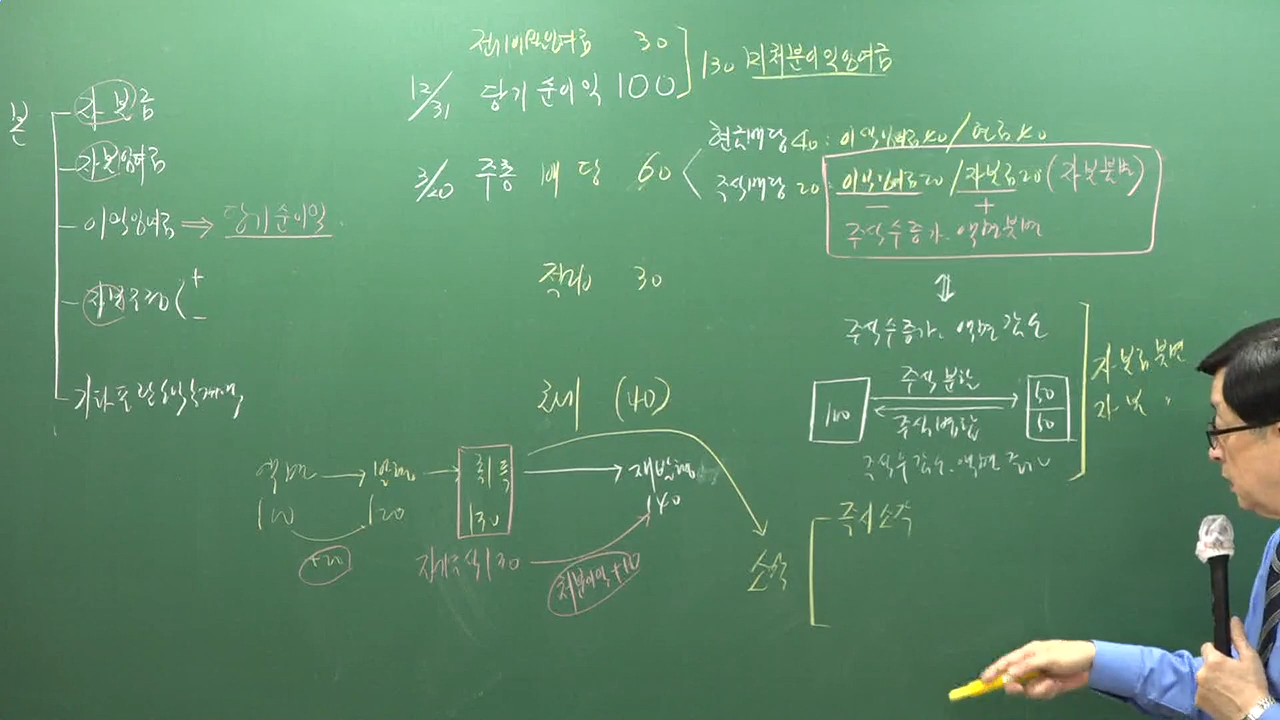 본
자본금
자본잉여금
이익잉여금 ⇒ 당기순이익
자본조정 ( + −
기타포괄손익누계액
전기이월이익잉여금 30
12/31 당기순이익 100
130 미처분이익잉여금
3/20 주총 배당 60
현금배당 40 : 이익잉여금 40 / 현금 40
주식배당 20 : 이익잉여금 20 / 자본금 20 (자본불변)
− +
주식수증가, 액면불변
적립 30
⇕
주식수증가, 액면감소
100
주식분할
주식병합
50
50
자본금불변
자본 〃
주식수감소, 액면증가
(40)
액면 → 발행 → 취득 → 재발행
100 120 130 140
+20
자기주식 130
처분이익 +10
소각
즉시소각